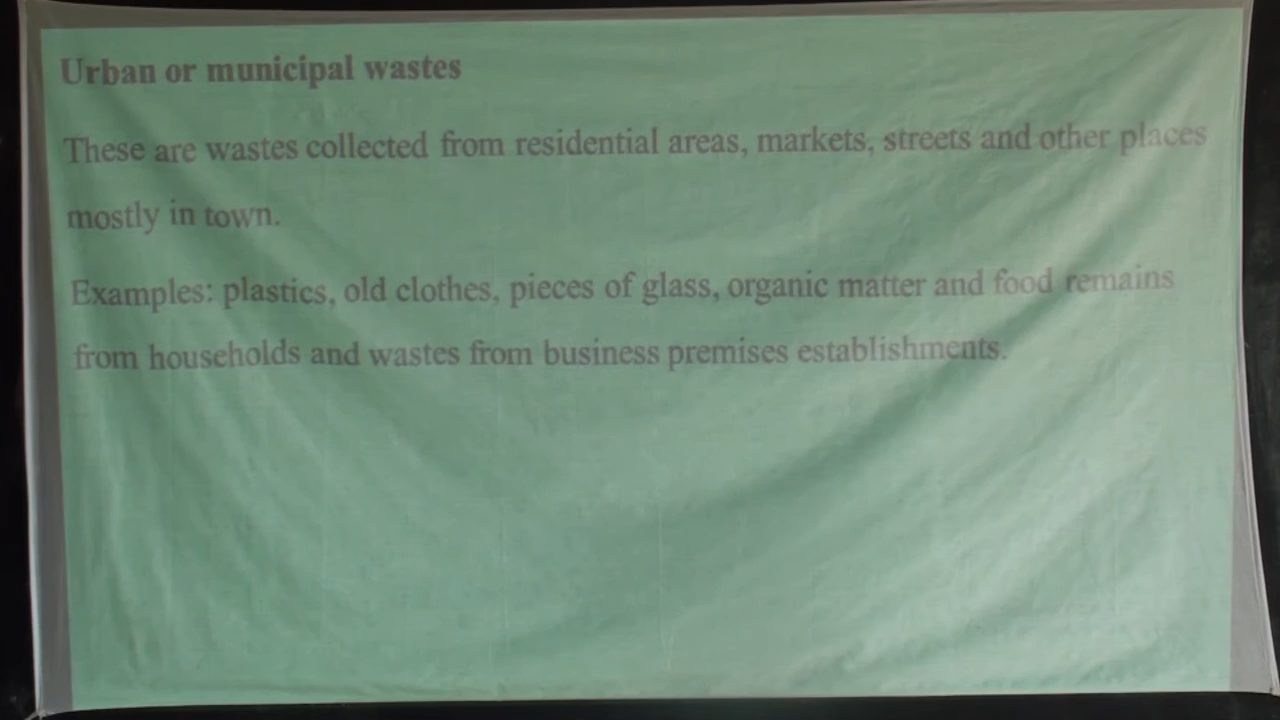 Urban or municipal wastes
These are wastes collected from residential areas, markets, streets and other places
mostly in town.
Examples: plastics, old clothes, pieces of glass, organic matter and food remains
from households and wastes from business premises establishments.